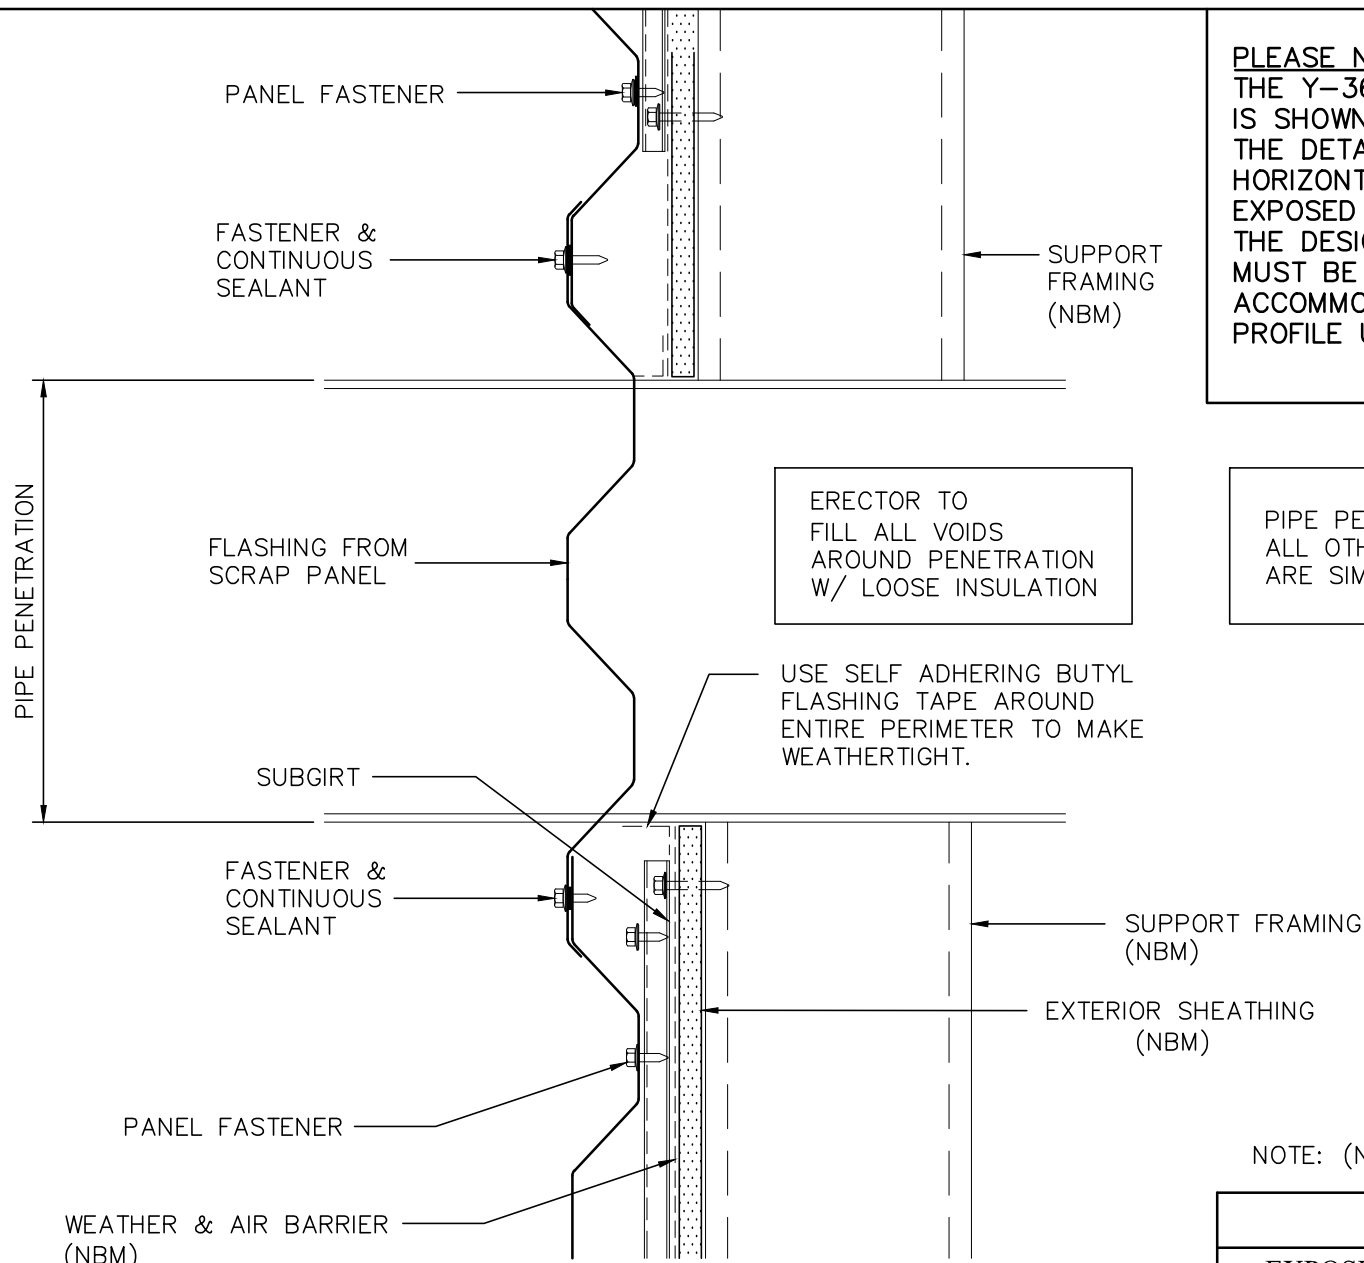 PANEL FASTENER
FASTENER &
CONTINUOUS
SEALANT
SUPPORT
FRAMING
(NBM)
PLEASE
THE
IS SHOWN
THE
EXPOSED
THE
MUST BE
PROFILE
PIPE PENETRATION
FLASHING FROM
SCRAP PANEL
ERECTOR TO
FILL ALL VOIDS
AROUND PENETRATION
W/ LOOSE INSULATION
PIPE
ALL
ARE
USE SELF ADHERING BUTYL
FLASHING TAPE AROUND
ENTIRE PERIMETER TO MAKE
WEATHERTIGHT.
SUBGIRT
FASTENER &
CONTINUOUS
SEALANT
SUPPORT FRAMING
(NBM)
EXTERIOR SHEATHING
(NBM)
PANEL FASTENER
WEATHER & AIR BARRIER
(NBM)
NOTE: